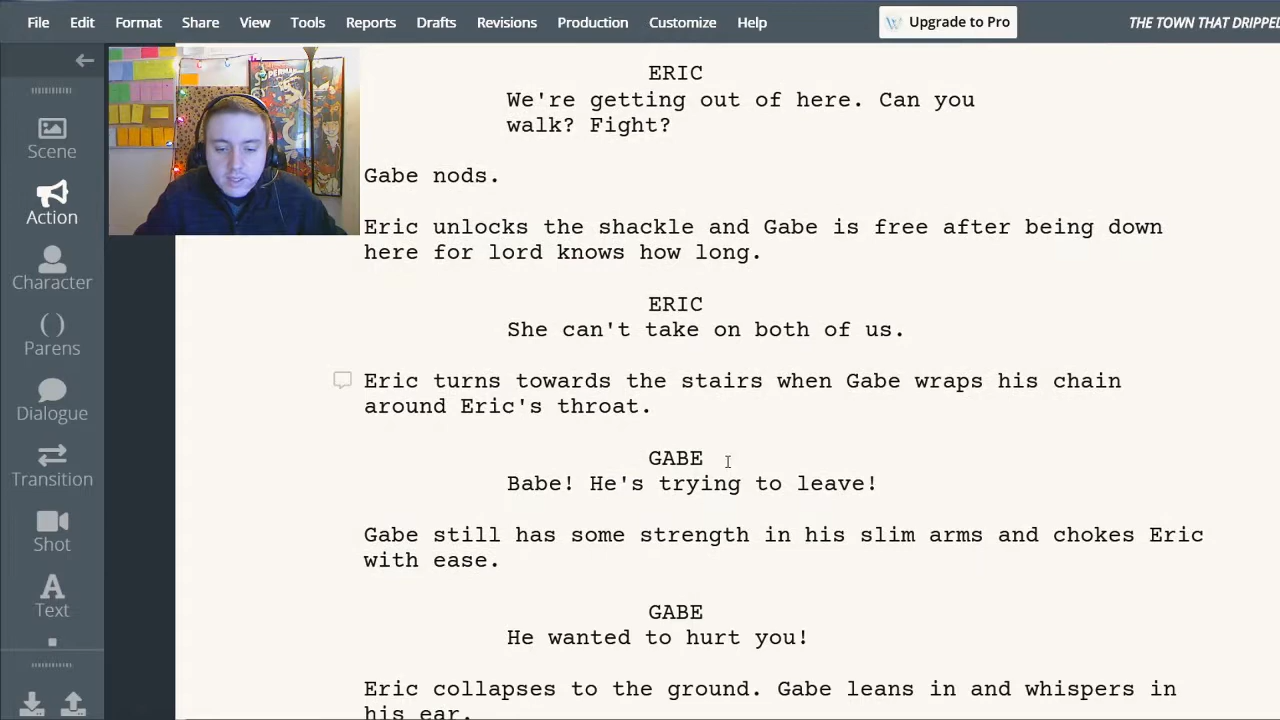 File Edit Format Share View Tools Reports Drafts Revisions Production Customize Help Upgrade to Pro THE TOWN THAT DRIPPED
Scene
Action
Character
Parens
Dialogue
Transition
Shot
Text
ERIC
We're getting out of here. Can you
walk? Fight?
Gabe nods.
Eric unlocks the shackle and Gabe is free after being down
here for lord knows how long.
ERIC
She can't take on both of us.
Eric turns towards the stairs when Gabe wraps his chain
around Eric's throat.
GABE
Babe! He's trying to leave!
Gabe still has some strength in his slim arms and chokes Eric
with ease.
GABE
He wanted to hurt you!
Eric collapses to the ground. Gabe leans in and whispers in
his ear.